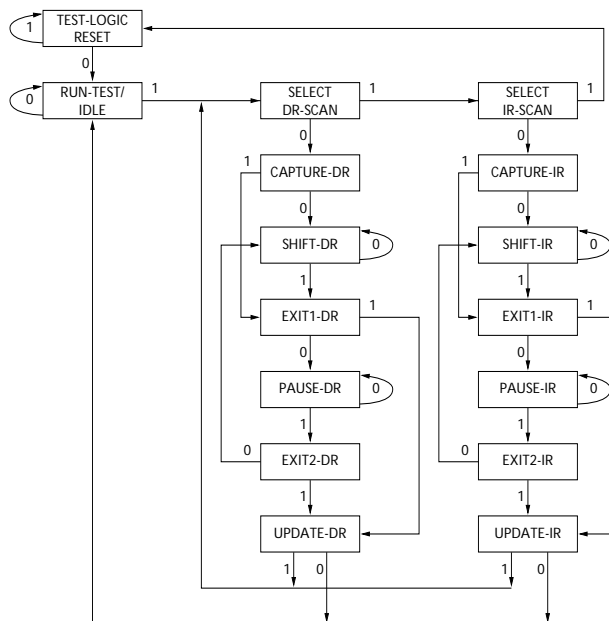 TEST-LOGIC
RESET
1
0
RUN-TEST/
IDLE
0
1
SELECT
DR-SCAN
1
SELECT
IR-SCAN
1
0
0
1
CAPTURE-DR
1
CAPTURE-IR
0
0
SHIFT-DR
0
SHIFT-IR
0
1
1
EXIT1-DR
1
EXIT1-IR
1
0
0
PAUSE-DR
0
PAUSE-IR
0
1
1
0
EXIT2-DR
0
EXIT2-IR
1
1
UPDATE-DR
UPDATE-IR
1
0
1
0